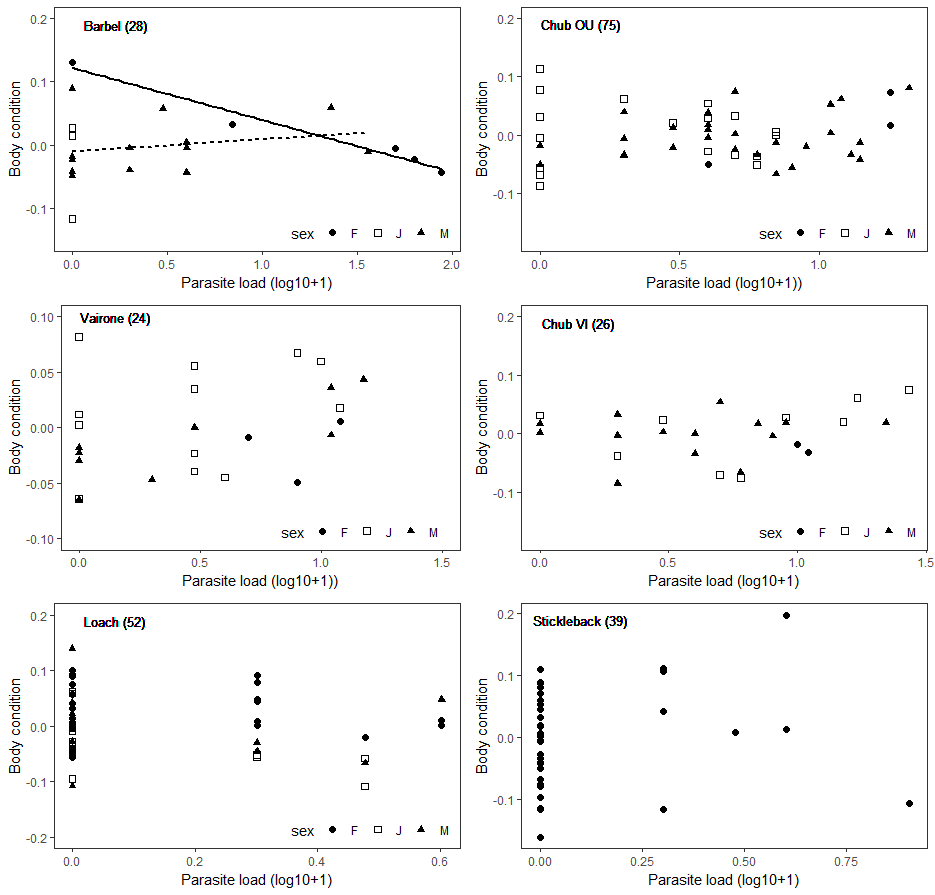 Barbel (28)
0.2
0.1
0.0
-0.1
Body condition
sex F J M
0.0 0.5 1.0 1.5 2.0
Parasite load (log10+1)
Chub OU (75)
0.2
0.1
0.0
-0.1
Body condition
sex F J M
0.0 0.5 1.0
Parasite load (log10+1))
Vairone (24)
0.10
0.05
0.00
-0.05
-0.10
Body condition
sex F J M
0.0 0.5 1.0 1.5
Parasite load (log10+1))
Chub VI (26)
0.2
0.1
0.0
-0.1
Body condition
sex F J M
0.0 0.5 1.0 1.5
Parasite load (log10+1)
Loach (52)
0.2
0.1
0.0
-0.1
-0.2
Body condition
sex F J M
0.0 0.2 0.4 0.6
Parasite load (log10+1)
Stickleback (39)
0.2
0.1
0.0
-0.1
Body condition
0.00 0.25 0.50 0.75
Parasite load (log10+1)